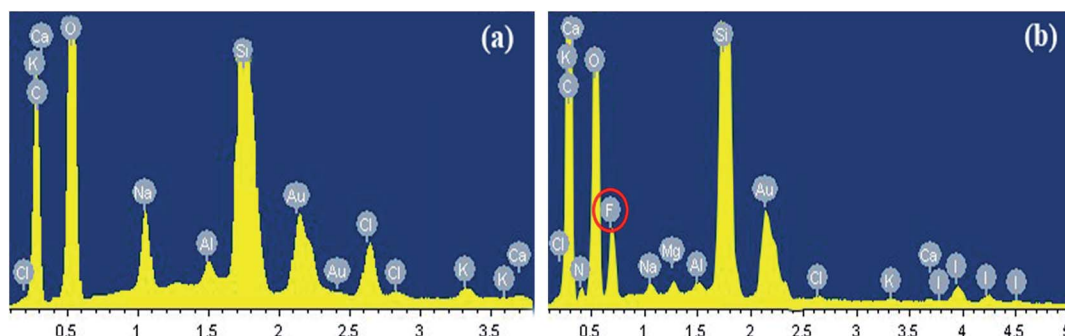 (a)
Ca
O
K
Si
C
Na
Au
Cl
Al
Cl
Au
Cl
K
K
Ca
0.5 1 1.5 2 2.5 3 3.5
(b)
Ca
Si
K
O
C
Au
F
Cl
N
Na
Mg
Al
Cl
K
Ca
I
I
I
I
0.5 1 1.5 2 2.5 3 3.5 4 4.5